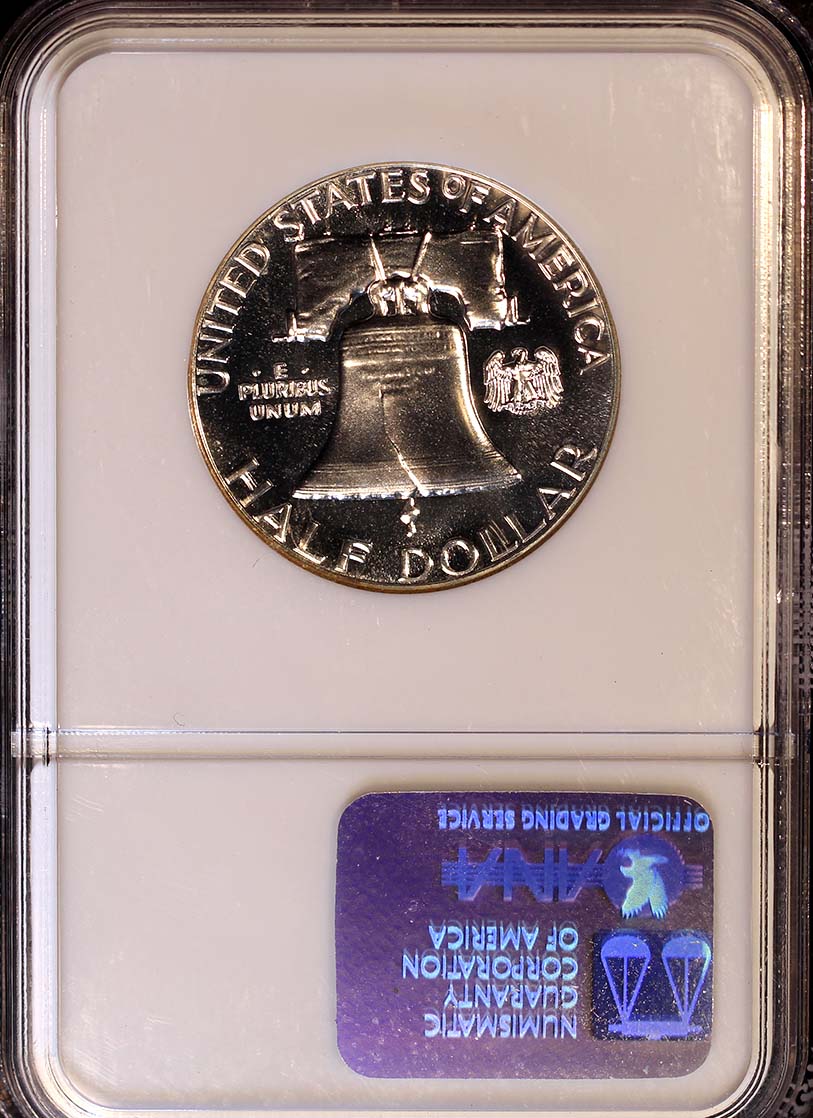 UNITED STATES OF AMERICA
· E ·
PLURIBUS
UNUM
HALF DOLLAR
NUMISMATIC
GUARANTY
CORPORATION
OF AMERICA
ANA
OFFICIAL GRADING SERVICE